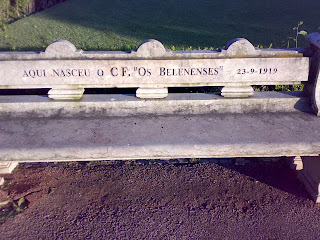 AQUI NASCEU O C F. "OS BELENENSES" - 23-9-1919